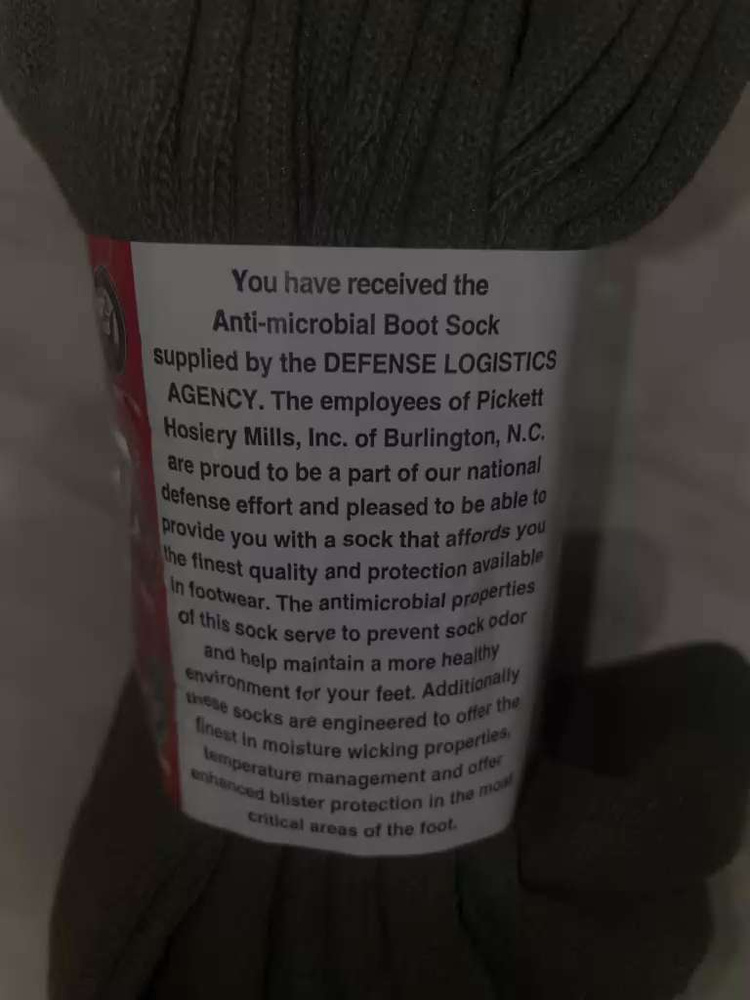 You have received the
Anti-microbial Boot Sock
supplied by the DEFENSE LOGISTICS
AGENCY. The employees of Pickett
Hosiery Mills, Inc. of Burlington, N.C.
are proud to be a part of our national
defense effort and pleased to be able to
provide you with a sock that affords you
the finest quality and protection available
in footwear. The antimicrobial properties
of this sock serve to prevent sock odor
and help maintain a more healthy
environment for your feet. Additionally
these socks are engineered to offer the
finest in moisture wicking properties,
temperature management and offer
enhanced blister protection in the most
critical areas of the foot.